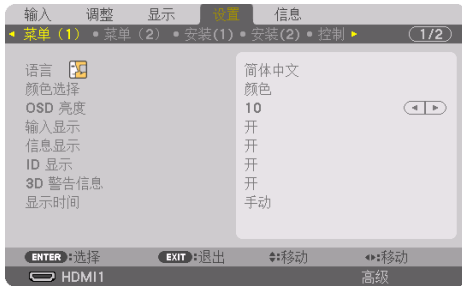 输入 调整 显示 设置 信息
菜单（1） 菜单（2） 安装(1) 安装(2) 控制 (1/2)
语言 简体中文
颜色选择 颜色
OSD 亮度 10
输入显示 开
信息显示 开
ID 显示 开
3D 警告信息 开
显示时间 手动
ENTER:选择 EXIT:退出 :移动 :移动
HDMI1 高级